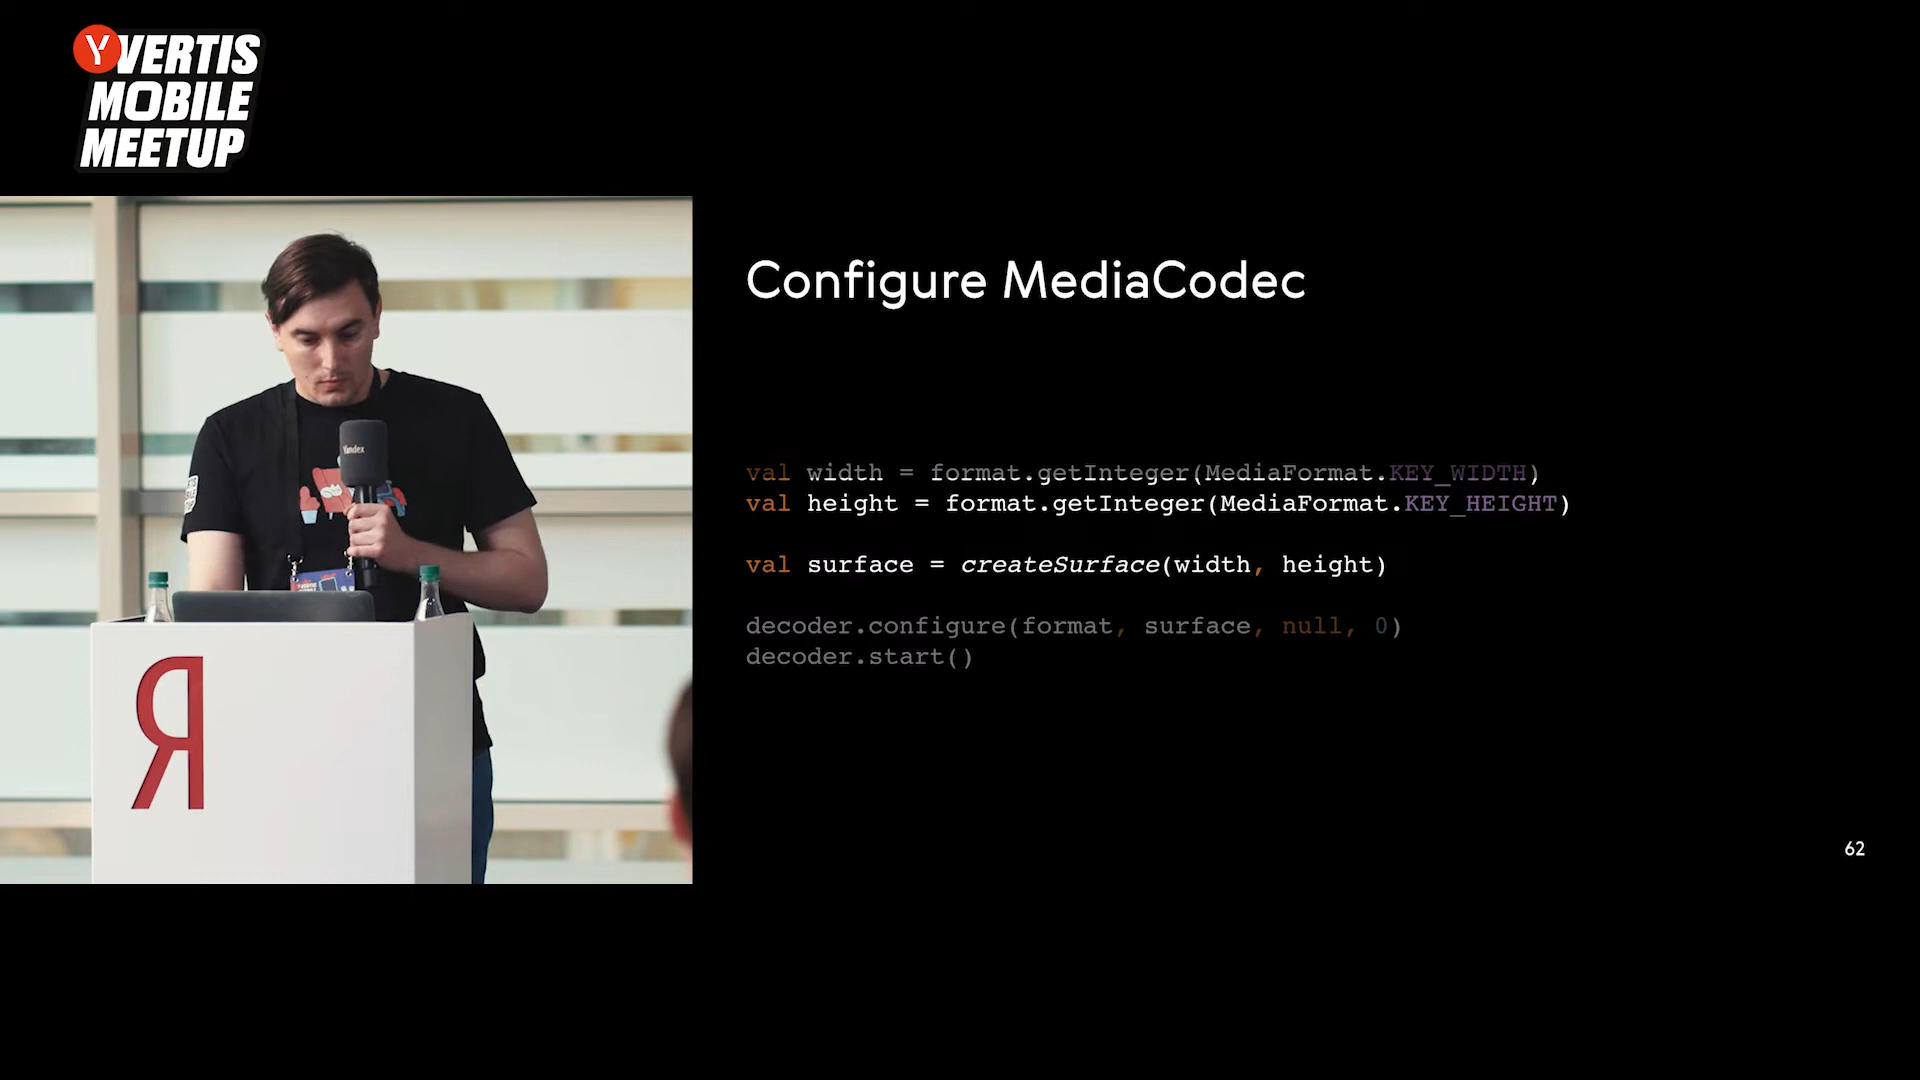 Y VERTIS
MOBILE
MEETUP
Configure MediaCodec
val width = format.getInteger(MediaFormat.KEY_WIDTH)
val height = format.getInteger(MediaFormat.KEY_HEIGHT)
val surface = createSurface(width, height)
decoder.configure(format, surface, null, 0)
decoder.start()
Yandex
Я
62